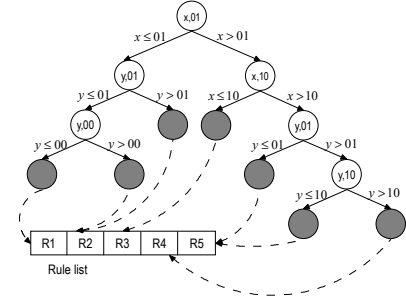 x,01
x ≤ 01 x > 01
y,01 x,10
y ≤ 01 y > 01 x ≤ 10 x > 10
y,00 y,01
y ≤ 00 y > 00 y ≤ 01 y > 01
y,10
y ≤ 10 y > 10
R1 R2 R3 R4 R5
Rule list